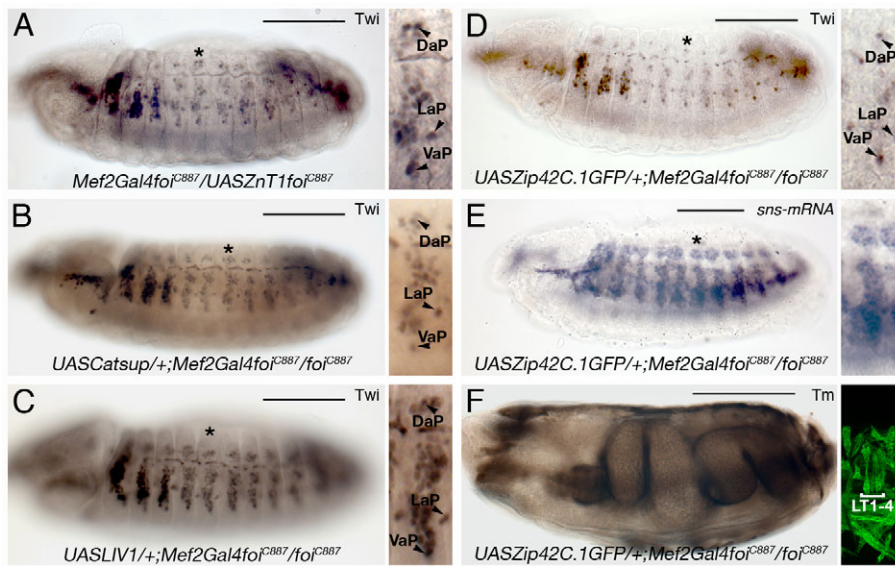 A
Twi
*
DaP
LaP
VaP
Mef2Gal4foi^C887/UASZnT1foi^C887
B
Twi
*
DaP
LaP
VaP
UASCatsup/+;Mef2Gal4foi^C887/foi^C887
C
Twi
*
DaP
LaP
VaP
UASLIV1/+;Mef2Gal4foi^C887/foi^C887
D
Twi
*
DaP
LaP
VaP
UASZip42C.1GFP/+;Mef2Gal4foi^C887/foi^C887
E
sns-mRNA
*
UASZip42C.1GFP/+;Mef2Gal4foi^C887/foi^C887
F
Tm
LT1-4
UASZip42C.1GFP/+;Mef2Gal4foi^C887/foi^C887